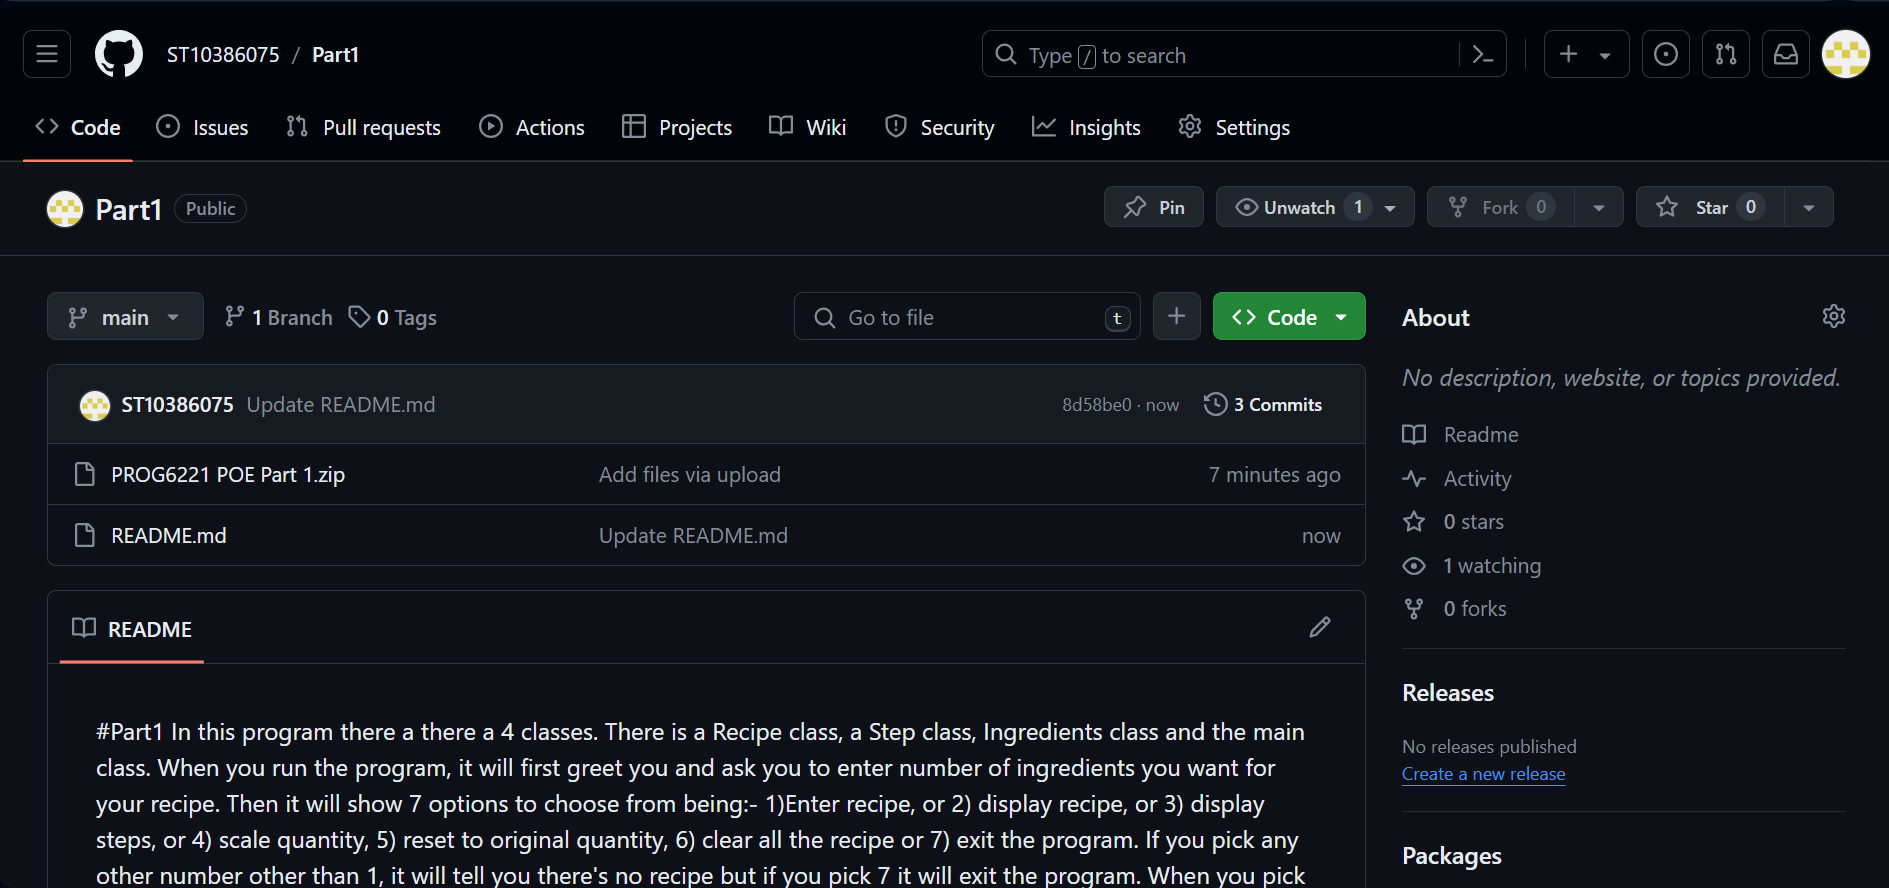 ST10386075 / Part1
Type / to search
Code Issues Pull requests Actions Projects Wiki Security Insights Settings
Part1 Public
Pin Unwatch 1 Fork 0 Star 0
main 1 Branch 0 Tags Go to file t Code
ST10386075 Update README.md 8d58be0 · now 3 Commits
PROG6221 POE Part 1.zip Add files via upload 7 minutes ago
README.md Update README.md now
README
#Part1 In this program there a there a 4 classes. There is a Recipe class, a Step class, Ingredients class and the main
class. When you run the program, it will first greet you and ask you to enter number of ingredients you want for
your recipe. Then it will show 7 options to choose from being:- 1)Enter recipe, or 2) display recipe, or 3) display
steps, or 4) scale quantity, 5) reset to original quantity, 6) clear all the recipe or 7) exit the program. If you pick any
other number other than 1, it will tell you there's no recipe but if you pick 7 it will exit the program. When you pick
About
No description, website, or topics provided.
Readme
Activity
0 stars
1 watching
0 forks
Releases
No releases published
Create a new release
Packages